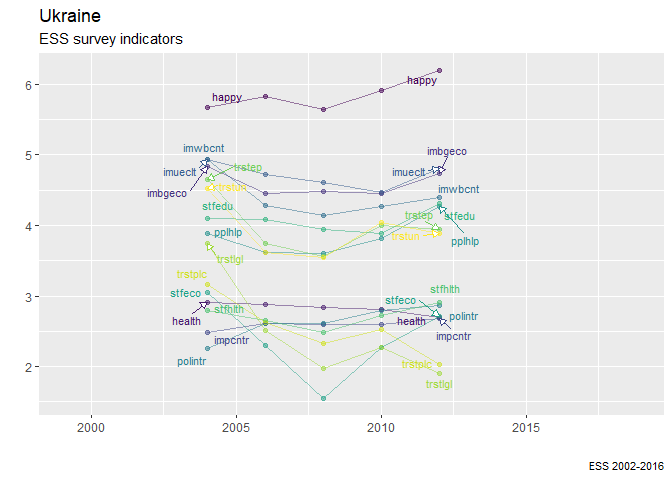 Ukraine
ESS survey indicators
6
happy
happy
5
imwbcnt
imbgeco
imueclt
trstep
imueclt
imbgeco
trstun
imwbcnt
stfedu
trstep
stfedu
4
pplhlp
trstun
pplhlp
trstlgl
trstplc
stfeco
stfhlth
stfeco
3
stfhlth
health
health
polintr
impcntr
impcntr
polintr
trstplc
2
trstlgl
2000
2005
2010
2015
ESS 2002-2016